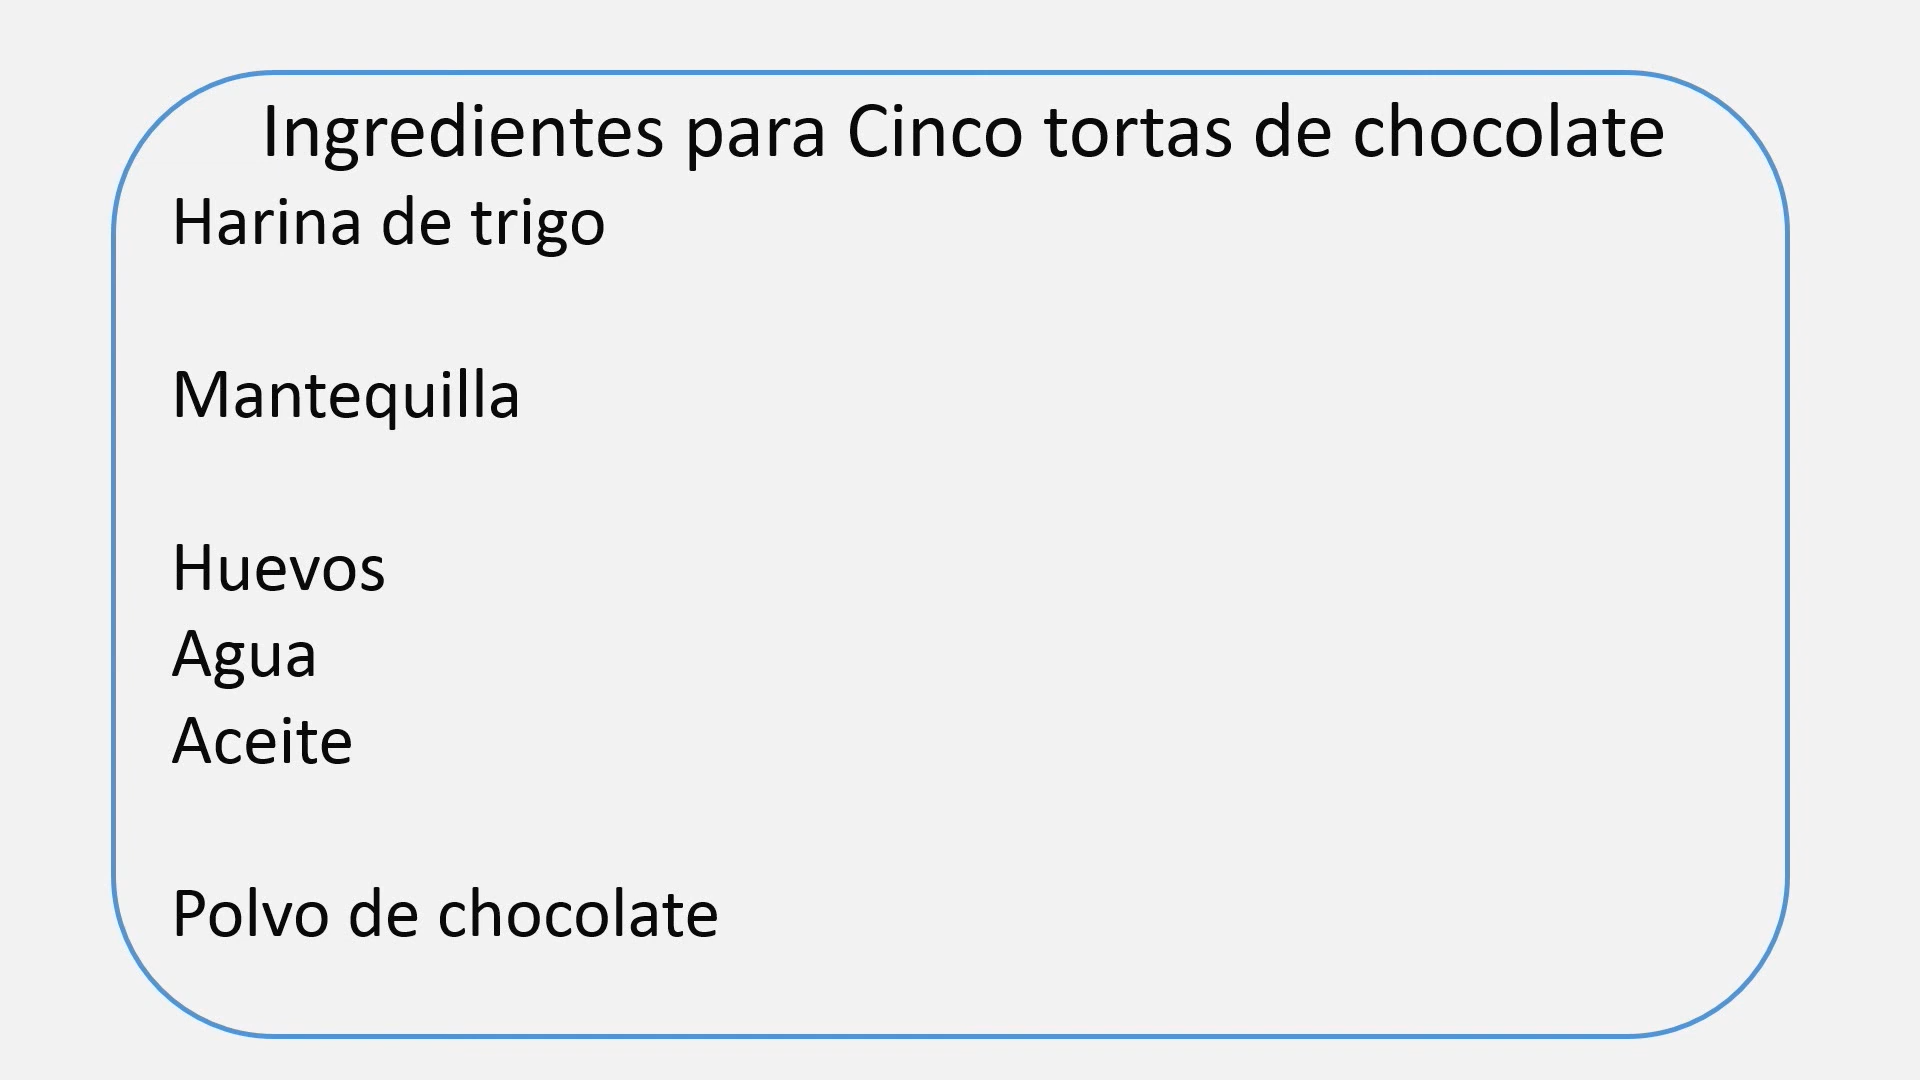 Ingredientes para Cinco tortas de chocolate
Harina de trigo
Mantequilla
Huevos
Agua
Aceite
Polvo de chocolate